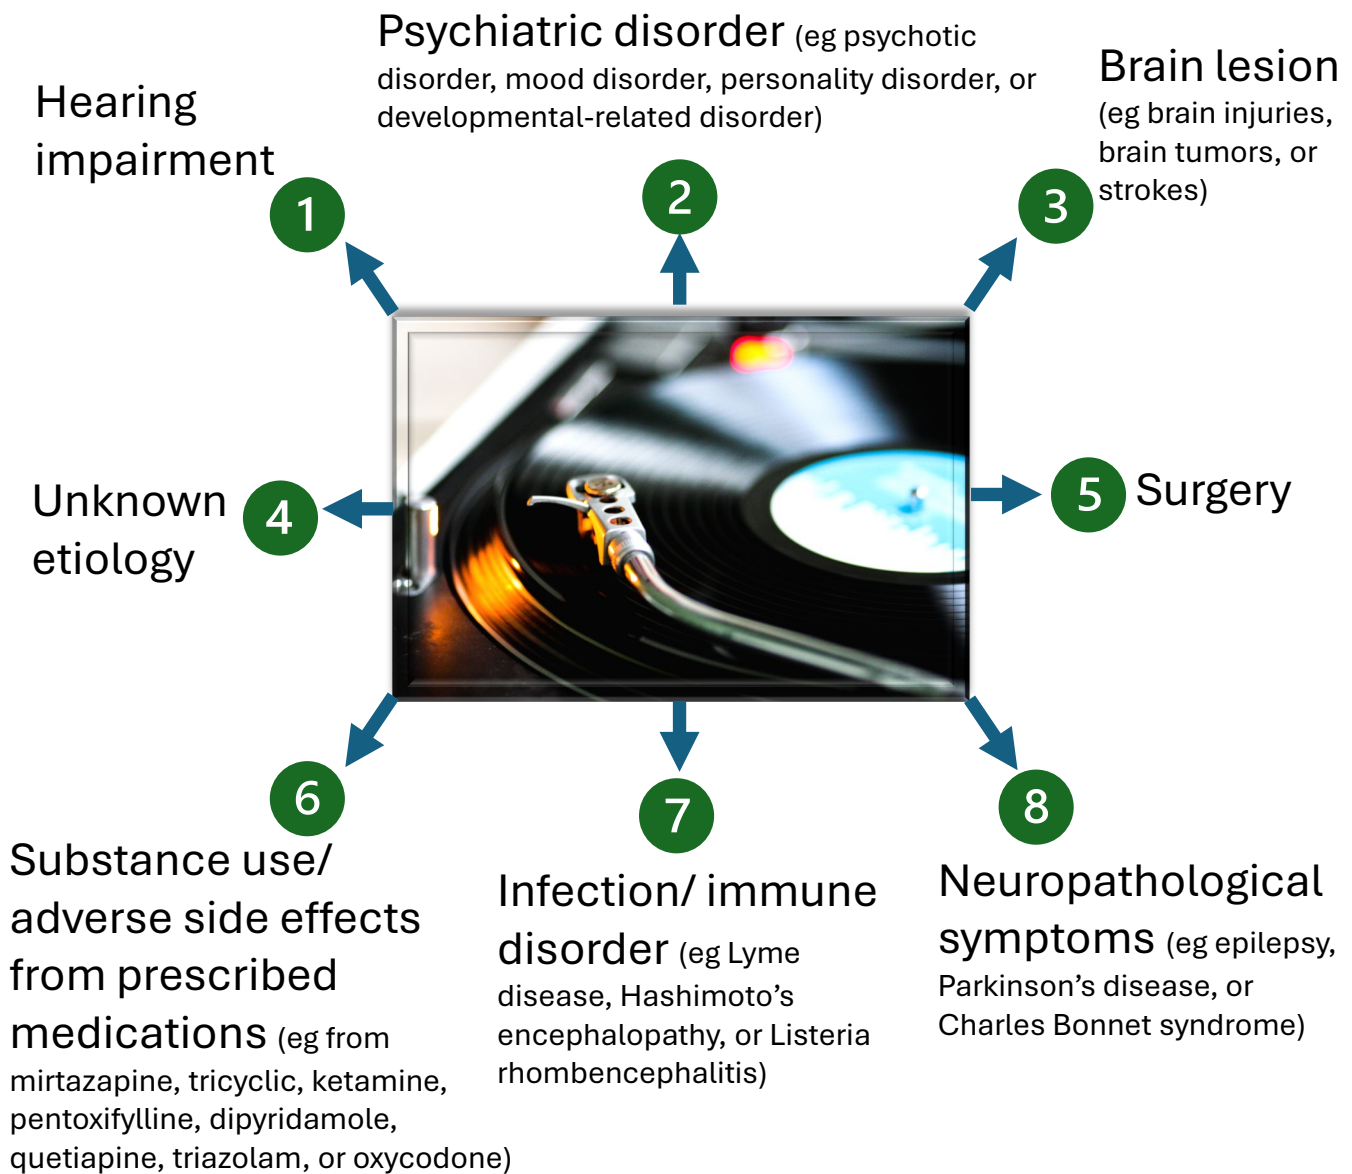 Hearing
impairment
1
Psychiatric disorder (eg psychotic
disorder, mood disorder, personality disorder, or
developmental-related disorder)
2
Brain lesion
(eg brain injuries,
brain tumors, or
strokes)
3
Unknown
etiology
4
5
Surgery
6
Substance use/
adverse side effects
from prescribed
medications (eg from
mirtazapine, tricyclic, ketamine,
pentoxifylline, dipyridamole,
quetiapine, triazolam, or oxycodone)
7
Infection/ immune
disorder (eg Lyme
disease, Hashimoto’s
encephalopathy, or Listeria
rhombencephalitis)
8
Neuropathological
symptoms (eg epilepsy,
Parkinson’s disease, or
Charles Bonnet syndrome)